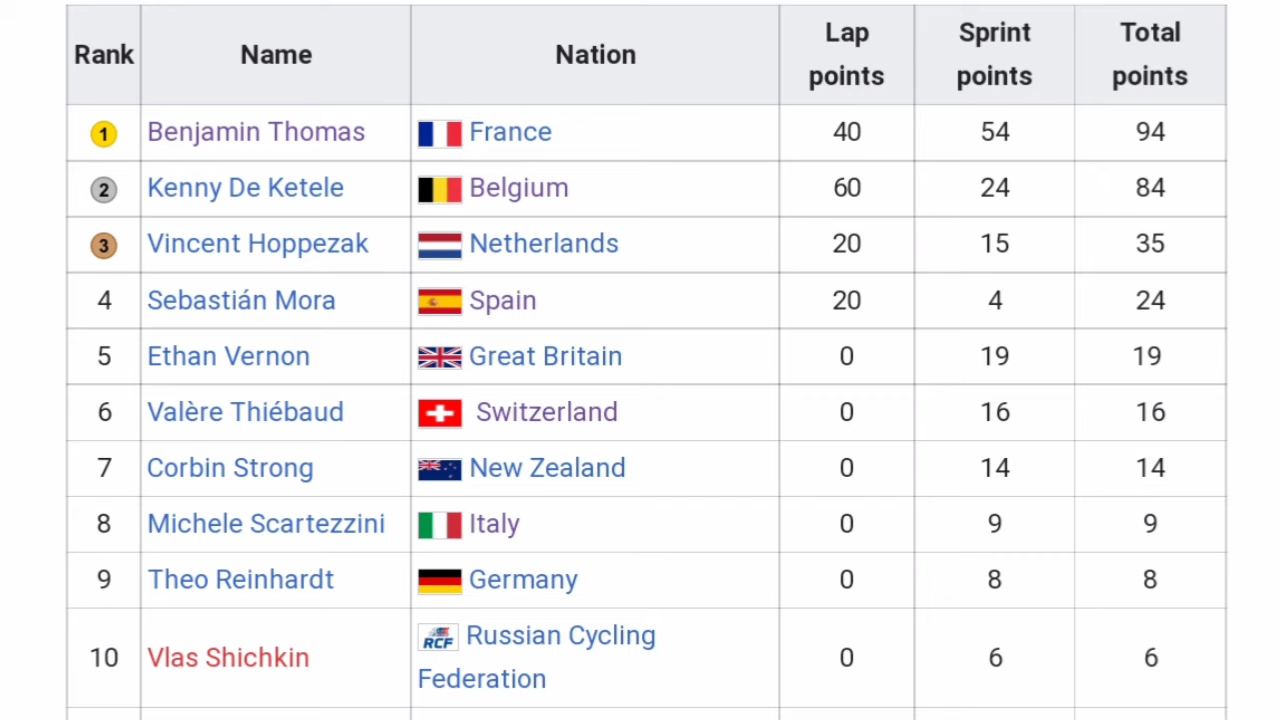 Rank Name Nation Lap points Sprint points Total points
1 Benjamin Thomas France 40 54 94
2 Kenny De Ketele Belgium 60 24 84
3 Vincent Hoppezak Netherlands 20 15 35
4 Sebastián Mora Spain 20 4 24
5 Ethan Vernon Great Britain 0 19 19
6 Valère Thiébaud Switzerland 0 16 16
7 Corbin Strong New Zealand 0 14 14
8 Michele Scartezzini Italy 0 9 9
9 Theo Reinhardt Germany 0 8 8
10 Vlas Shichkin RCF Russian Cycling Federation 0 6 6